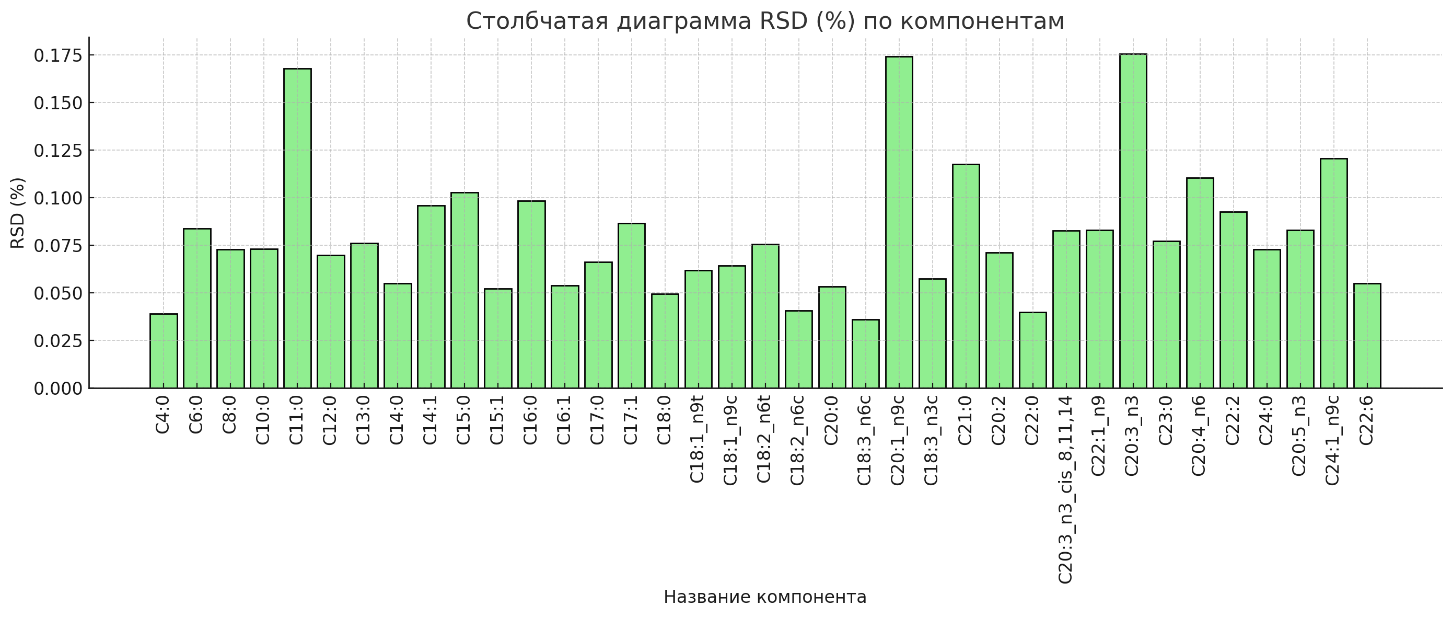 Столбчатая диаграмма RSD (%) по компонентам
RSD (%)
0.175
0.150
0.125
0.100
0.075
0.050
0.025
0.000
C4:0
C6:0
C8:0
C10:0
C11:0
C12:0
C13:0
C14:0
C14:1
C15:0
C15:1
C16:0
C16:1
C17:0
C17:1
C18:0
C18:1_n9t
C18:1_n9c
C18:2_n6t
C18:2_n6c
C20:0
C18:3_n6c
C20:1_n9c
C18:3_n3c
C21:0
C20:2
C22:0
C20:3_n3_cis_8,11,14
C22:1_n9
C20:3_n3
C23:0
C20:4_n6
C22:2
C24:0
C20:5_n3
C24:1_n9c
C22:6
Название компонента